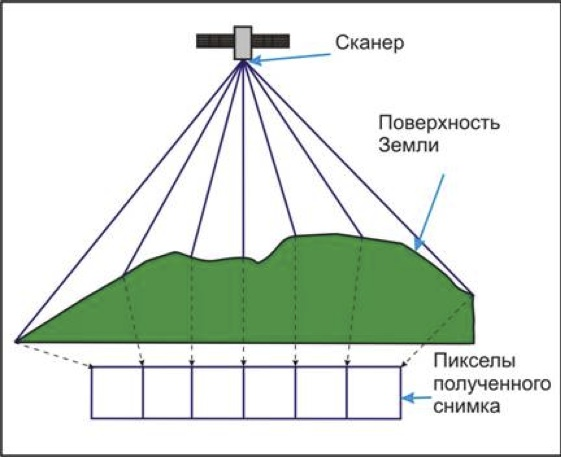 Сканер
Поверхность
Земли
Пикселы
полученного
снимка